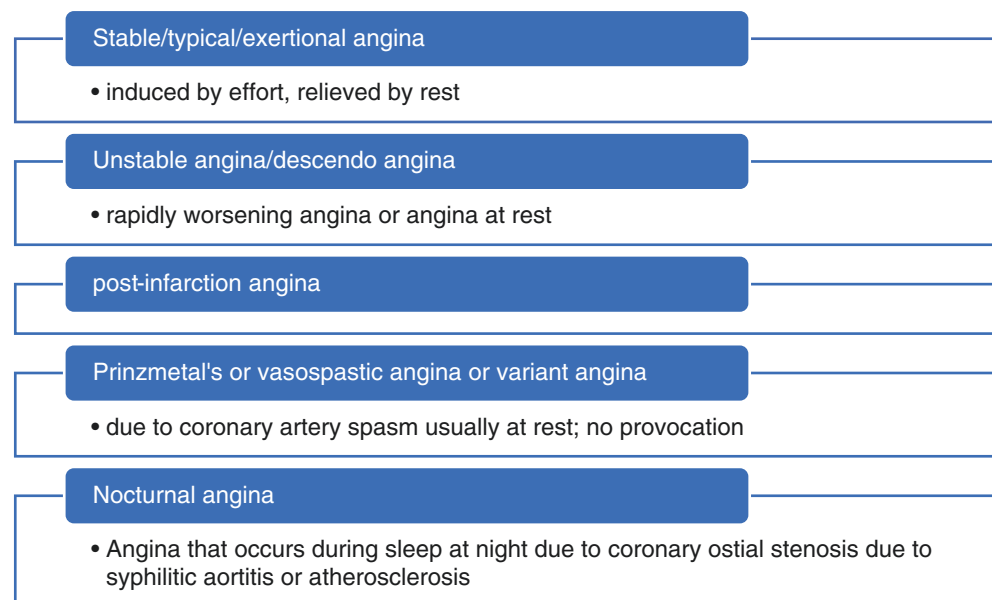 Stable/typical/exertional angina
• induced by effort, relieved by rest
Unstable angina/descendo angina
• rapidly worsening angina or angina at rest
post-infarction angina
Prinzmetal's or vasospastic angina or variant angina
• due to coronary artery spasm usually at rest; no provocation
Nocturnal angina
• Angina that occurs during sleep at night due to coronary ostial stenosis due to
syphilitic aortitis or atherosclerosis